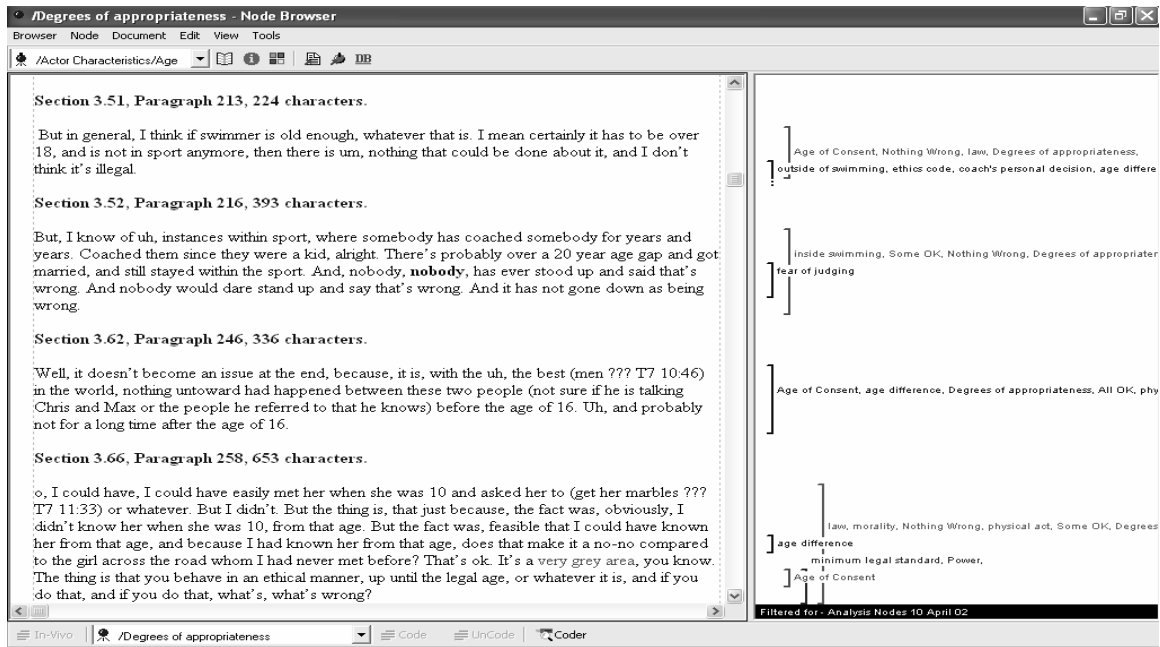 /Degrees of appropriateness - Node Browser
Browser Node Document Edit View Tools
/Actor Characteristics/Age DB
Section 3.51, Paragraph 213, 224 characters.
But in general, I think if swimmer is old enough, whatever that is. I mean certainly it has to be over
18, and is not in sport anymore, then there is um, nothing that could be done about it, and I don't
think it's illegal.
Section 3.52, Paragraph 216, 393 characters.
But, I know of uh, instances within sport, where somebody has coached somebody for years and
years. Coached them since they were a kid, alright. There's probably over a 20 year age gap and got
married, and still stayed within the sport. And, nobody, nobody, has ever stood up and said that's
wrong. And nobody would dare stand up and say that's wrong. And it has not gone down as being
wrong.
Section 3.62, Paragraph 246, 336 characters.
Well, it doesn't become an issue at the end, because, it is, with the uh, the best (men ??? T7 10:46)
in the world, nothing untoward had happened between these two people (not sure if he is talking
Chris and Max or the people he referred to that he knows) before the age of 16. Uh, and probably
not for a long time after the age of 16.
Section 3.66, Paragraph 258, 653 characters.
o, I could have, I could have easily met her when she was 10 and asked her to (get her marbles ???
T7 11:33) or whatever. But I didn't. But the thing is, that just because, the fact was, obviously, I
didn't know her when she was 10, from that age. But the fact was, feasible that I could have known
her from that age, and because I had known her from that age, does that make it a no-no compared
to the girl across the road whom I had never met before? That's ok. It's a very grey area, you know.
The thing is that you behave in an ethical manner, up until the legal age, or whatever it is, and if you
do that, and if you do that, what's, what's wrong?
Age of Consent, Nothing Wrong, law, Degrees of appropriateness,
outside of swimming, ethics code, coach's personal decision, age differe
inside swimming, Some OK, Nothing Wrong, Degrees of appropriater
fear of judging
Age of Consent, age difference, Degrees of appropriateness, All OK, phy
law, morality, Nothing Wrong, physical act, Some OK, Degrees
age difference
minimum legal standard, Power,
Age of Consent
Filtered for - Analysis Nodes 10 April 02
In-Vivo /Degrees of appropriateness Code UnCode Coder